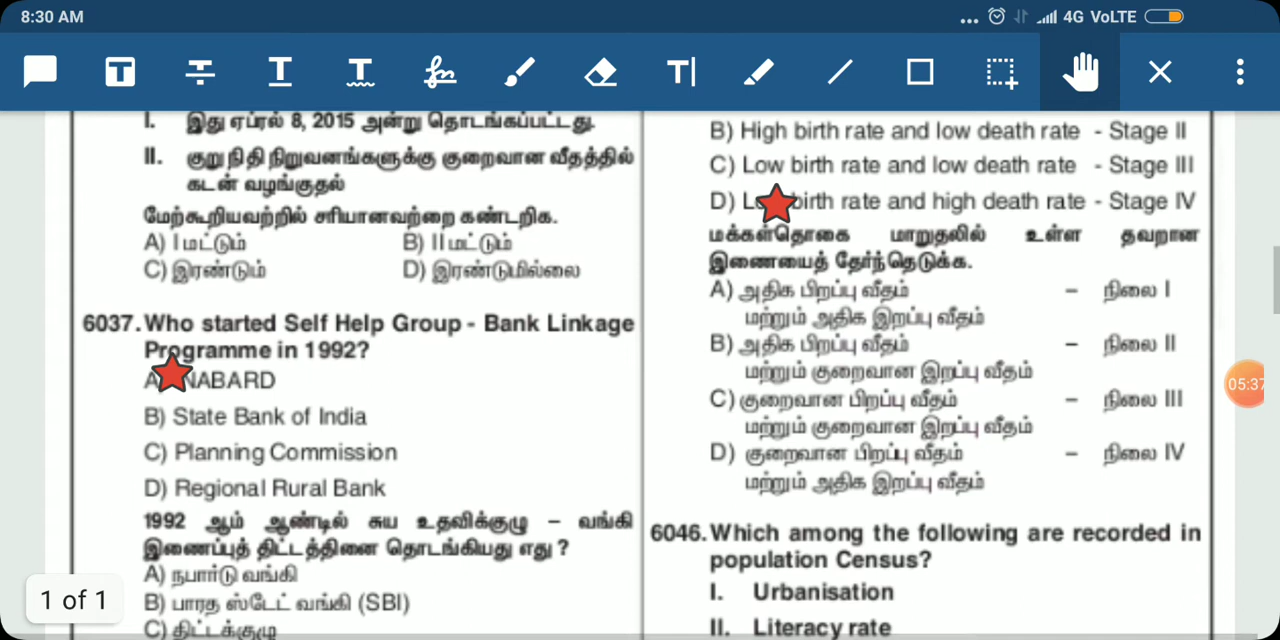 8:30 AM
4G VoLTE
I. இது ஏப்ரல் 8, 2015 அன்று தொடங்கப்பட்டது.
II. குறு நிதி நிறுவனங்களுக்கு குறைவான வீதத்தில்
கடன் வழங்குதல்
மேற்கூறியவற்றில் சரியானவற்றை கண்டறிக.
A) I மட்டும் B) II மட்டும்
C) இரண்டும் D) இரண்டுமில்லை
6037. Who started Self Help Group - Bank Linkage
Programme in 1992?
A) NABARD
B) State Bank of India
C) Planning Commission
D) Regional Rural Bank
1992 ஆம் ஆண்டில் சுய உதவிக்குழு – வங்கி
இணைப்புத் திட்டத்தினை தொடங்கியது எது ?
A) நபார்டு வங்கி
B) பாரத ஸ்டேட் வங்கி (SBI)
C) திட்டக்குழு
1 of 1
B) High birth rate and low death rate - Stage II
C) Low birth rate and low death rate - Stage III
D) Low birth rate and high death rate - Stage IV
மக்கள்தொகை மாறுதலில் உள்ள தவறான
இணையைத் தேர்ந்தெடுக்க.
A) அதிக பிறப்பு வீதம் – நிலை I
மற்றும் அதிக இறப்பு வீதம்
B) அதிக பிறப்பு வீதம் – நிலை II
மற்றும் குறைவான இறப்பு வீதம்
C) குறைவான பிறப்பு வீதம் – நிலை III
மற்றும் குறைவான இறப்பு வீதம்
D) குறைவான பிறப்பு வீதம் – நிலை IV
மற்றும் அதிக இறப்பு வீதம்
6046. Which among the following are recorded in
population Census?
I. Urbanisation
II. Literacy rate
05:37